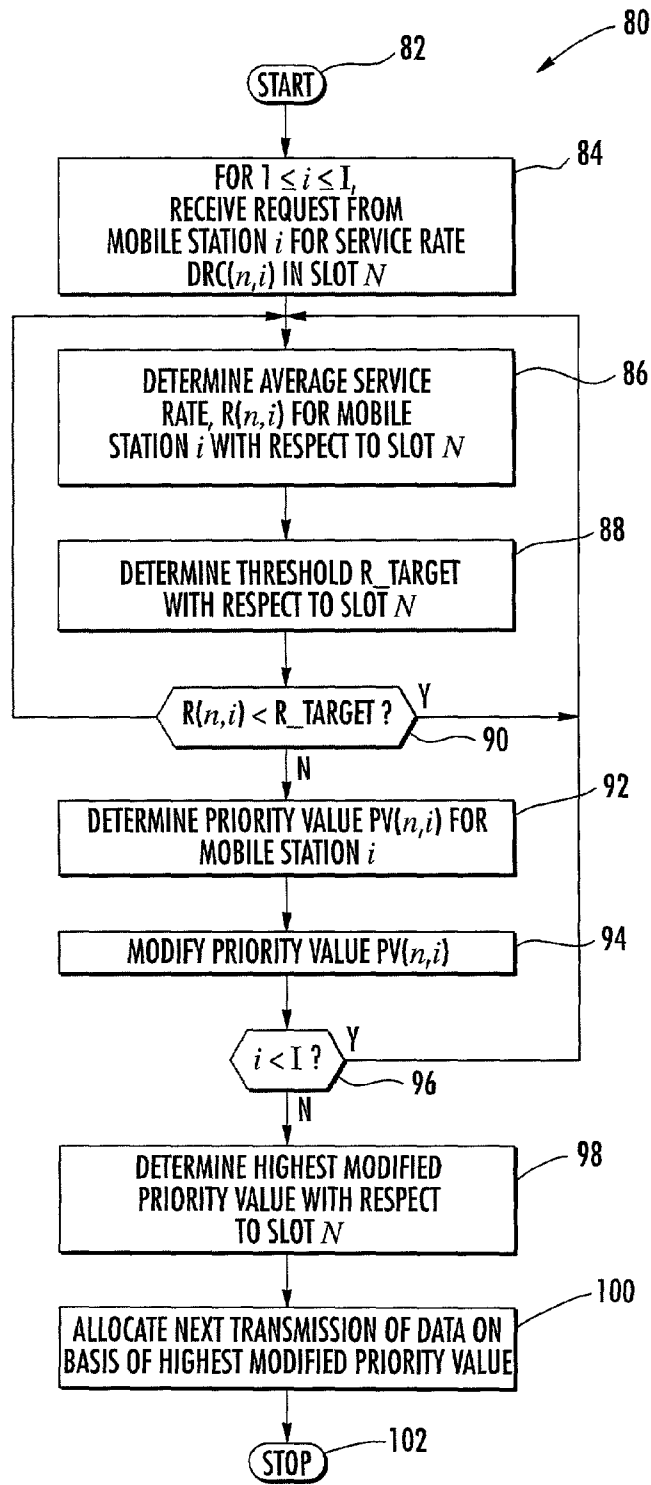 80
82
START
84
FOR 1 ≤ i ≤ I,
RECEIVE REQUEST FROM
MOBILE STATION i FOR SERVICE RATE
DRC(n,i) IN SLOT N
86
DETERMINE AVERAGE SERVICE
RATE, R(n,i) FOR MOBILE
STATION i WITH RESPECT TO SLOT N
88
DETERMINE THRESHOLD R_TARGET
WITH RESPECT TO SLOT N
R(n,i) < R_TARGET ?
Y
90
N
92
DETERMINE PRIORITY VALUE PV(n,i) FOR
MOBILE STATION i
94
MODIFY PRIORITY VALUE PV(n,i)
i < I ?
Y
96
N
98
DETERMINE HIGHEST MODIFIED
PRIORITY VALUE WITH RESPECT
TO SLOT N
100
ALLOCATE NEXT TRANSMISSION OF DATA ON
BASIS OF HIGHEST MODIFIED PRIORITY VALUE
102
STOP